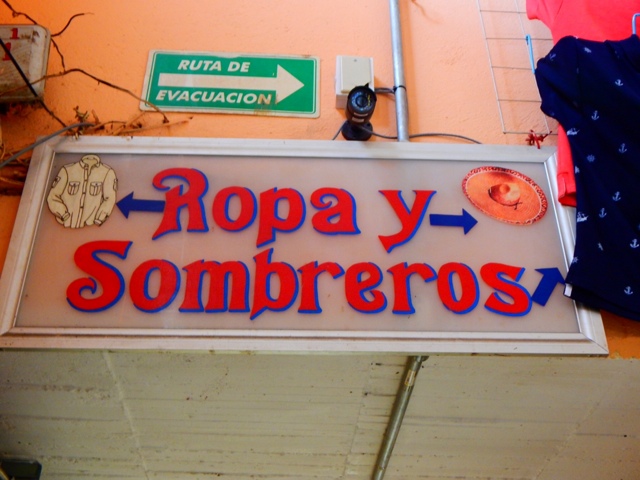 RUTA DE
EVACUACION
Ropa y
Sombreros